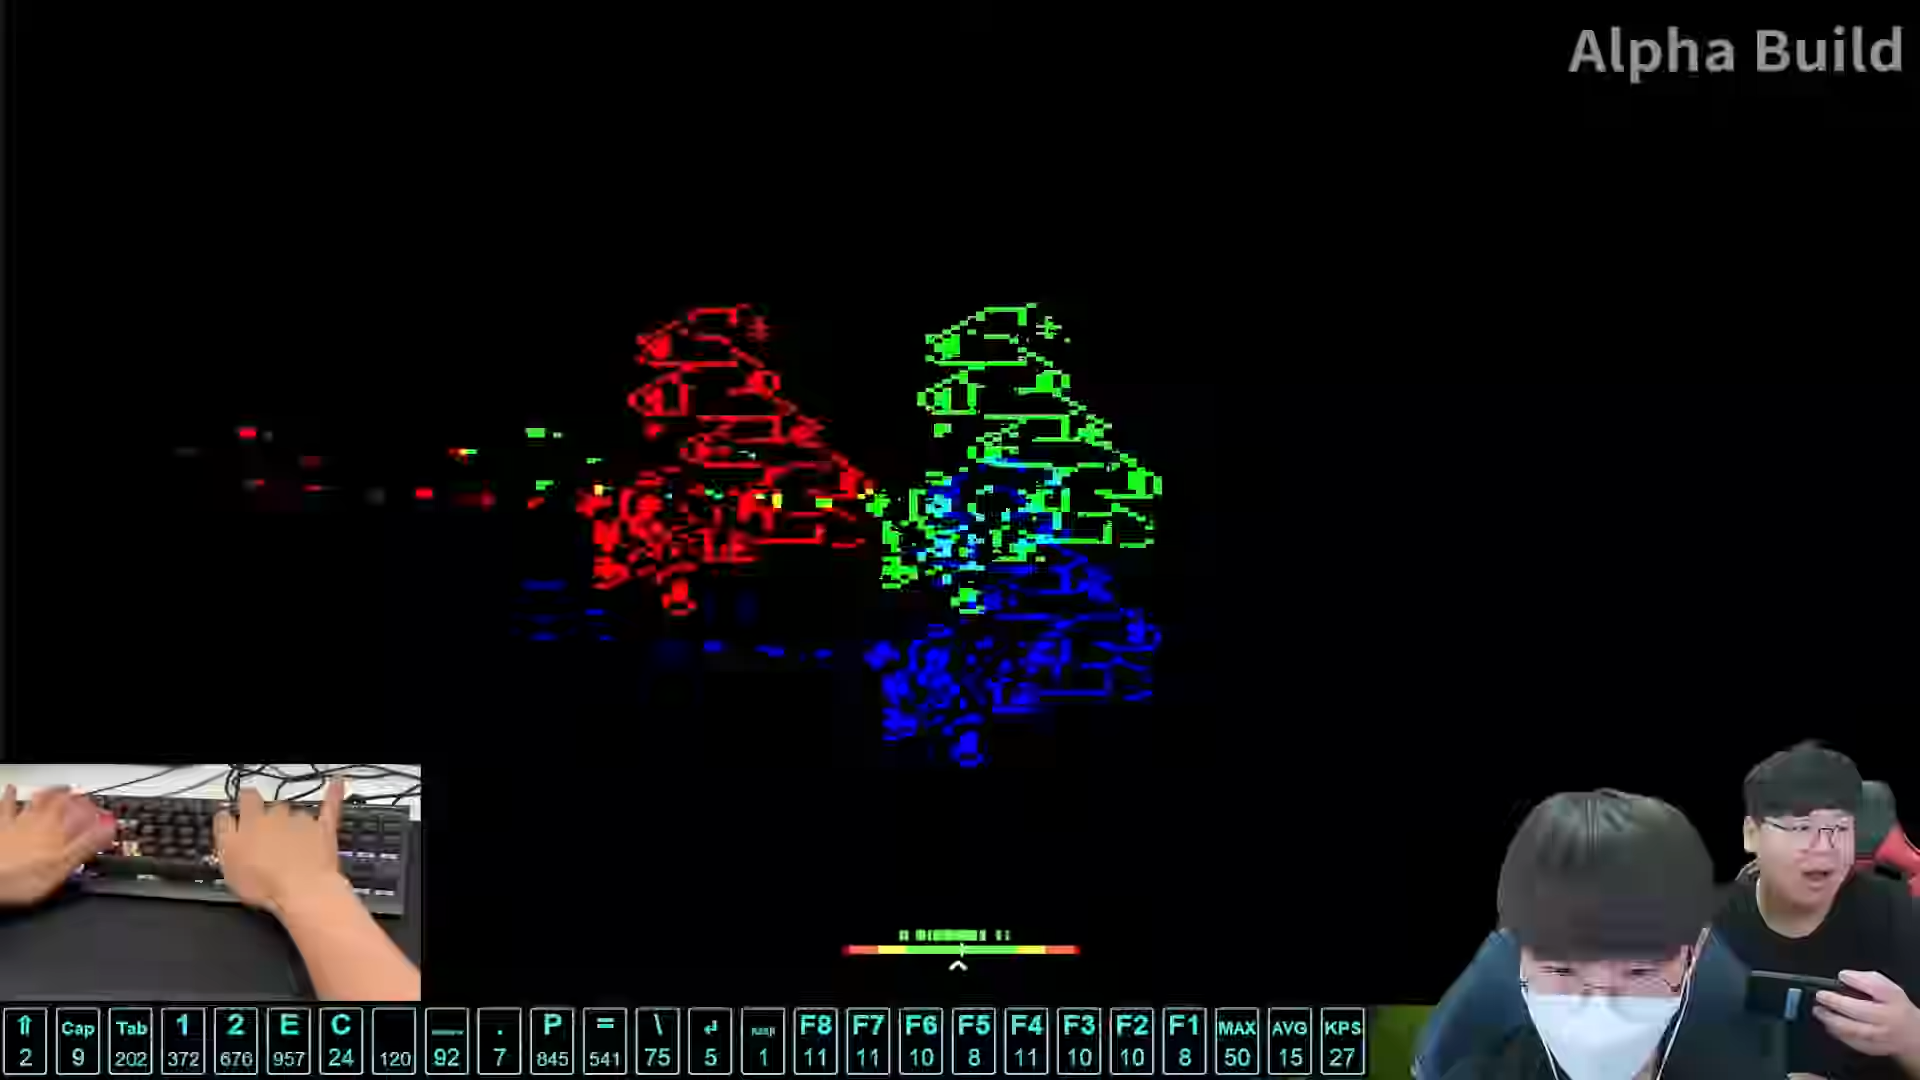 Alpha Build
⇑ Cap Tab 1 2 E C . P = \ ↲ F8 F7 F6 F5 F4 F3 F2 F1 MAX AVG KPS
2 9 202 372 676 957 24 120 92 7 845 541 75 5 1 11 11 10 8 11 10 10 8 50 15 27